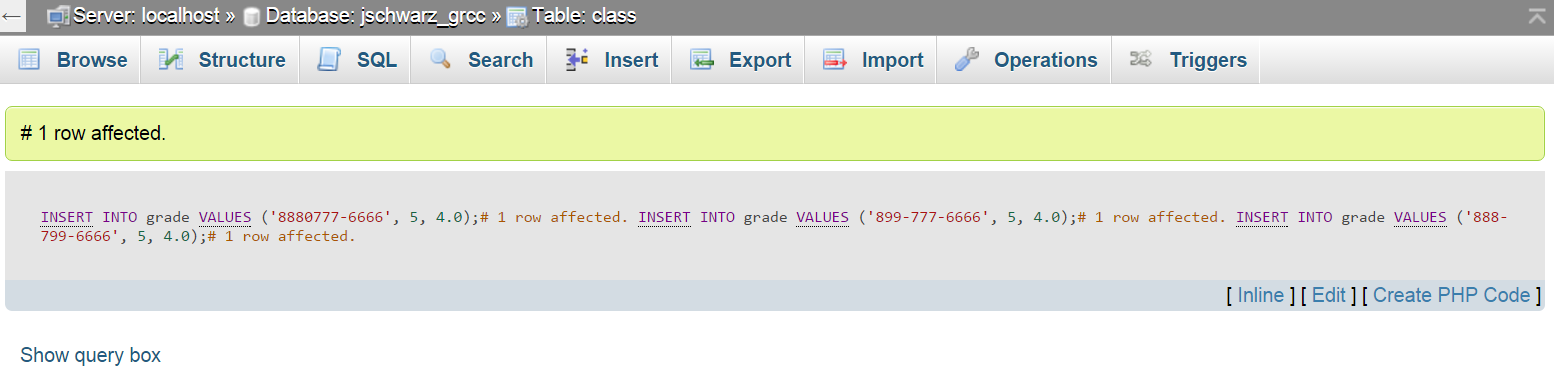 Server: localhost » Database: jschwarz_grcc » Table: class
Browse Structure SQL Search Insert Export Import Operations Triggers
# 1 row affected.
INSERT INTO grade VALUES ('8880777-6666', 5, 4.0);# 1 row affected. INSERT INTO grade VALUES ('899-777-6666', 5, 4.0);# 1 row affected. INSERT INTO grade VALUES ('888-
799-6666', 5, 4.0);# 1 row affected.
[ Inline ] [ Edit ] [ Create PHP Code ]
Show query box